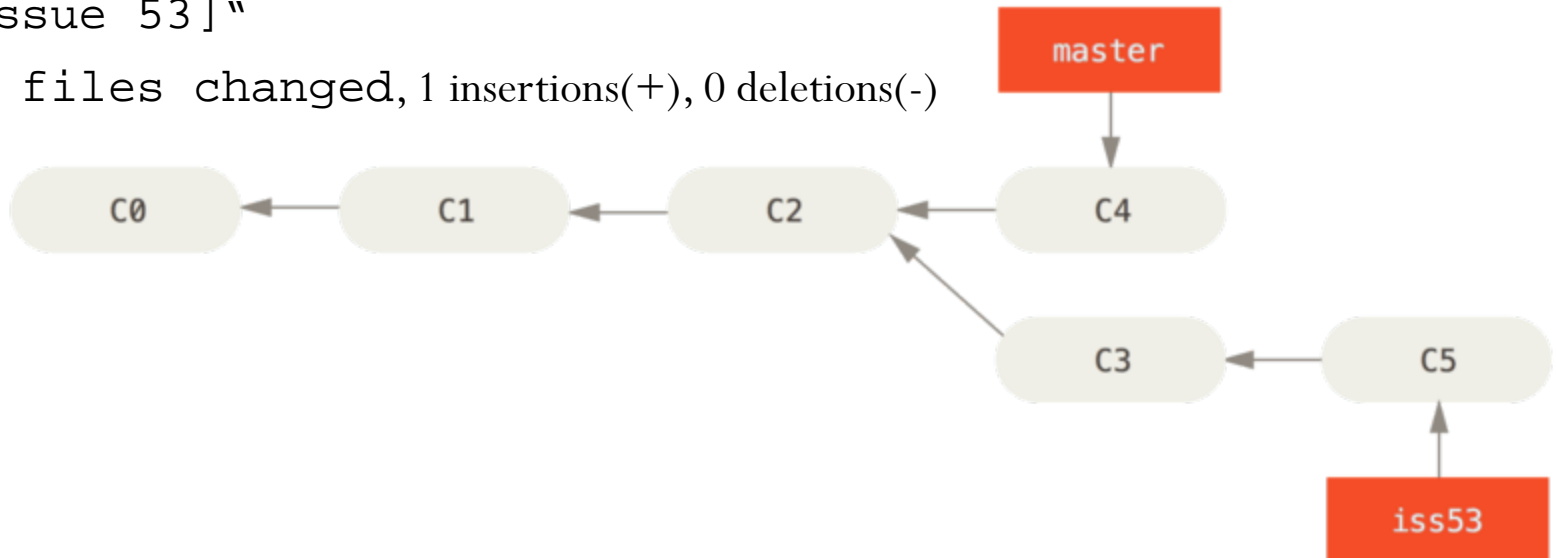 ssue 53]“
files changed, 1 insertions(+), 0 deletions(-)
master
C0 C1 C2 C4
C3 C5
iss53